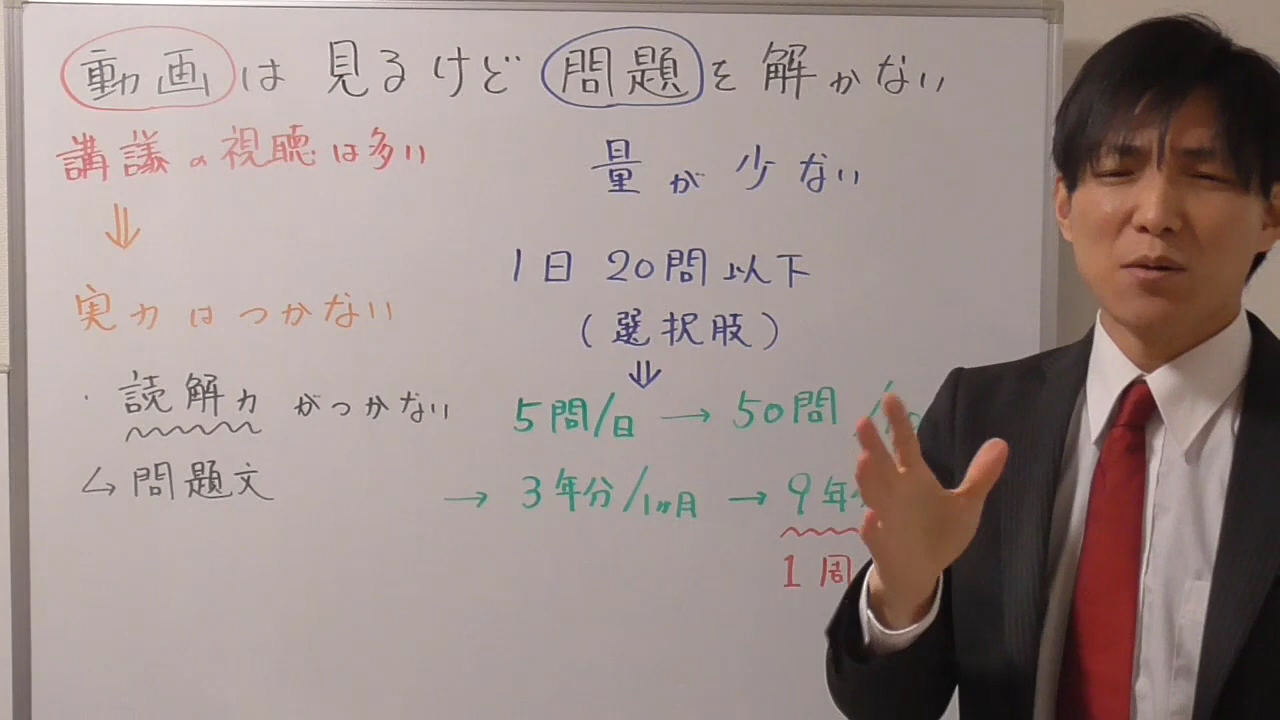 動画は見るけど問題を解かない
講議の視聴は多い
⇓
実力はつかない
・読解力がつかない
↳問題文
量が少ない
1日 20問以下
(選択肢)
⇓
5問/日 → 50問/
→ 3年分/1ヶ月 → 9年
1周